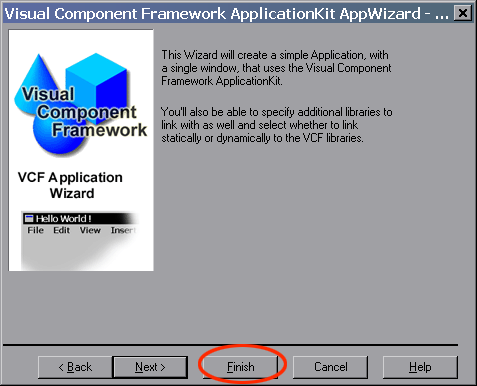 Visual Component Framework ApplicationKit AppWizard - ...
This Wizard will create a simple Application, with
a single window, that uses the Visual Component
Framework ApplicationKit.
You'll also be able to specify additional libraries to
link with as well and select whether to link
statically or dynamically to the VCF libraries.
Visual
Component
Framework
VCF Application
Wizard
Hello World !
File Edit View Inser
< Back Next > Finish Cancel Help